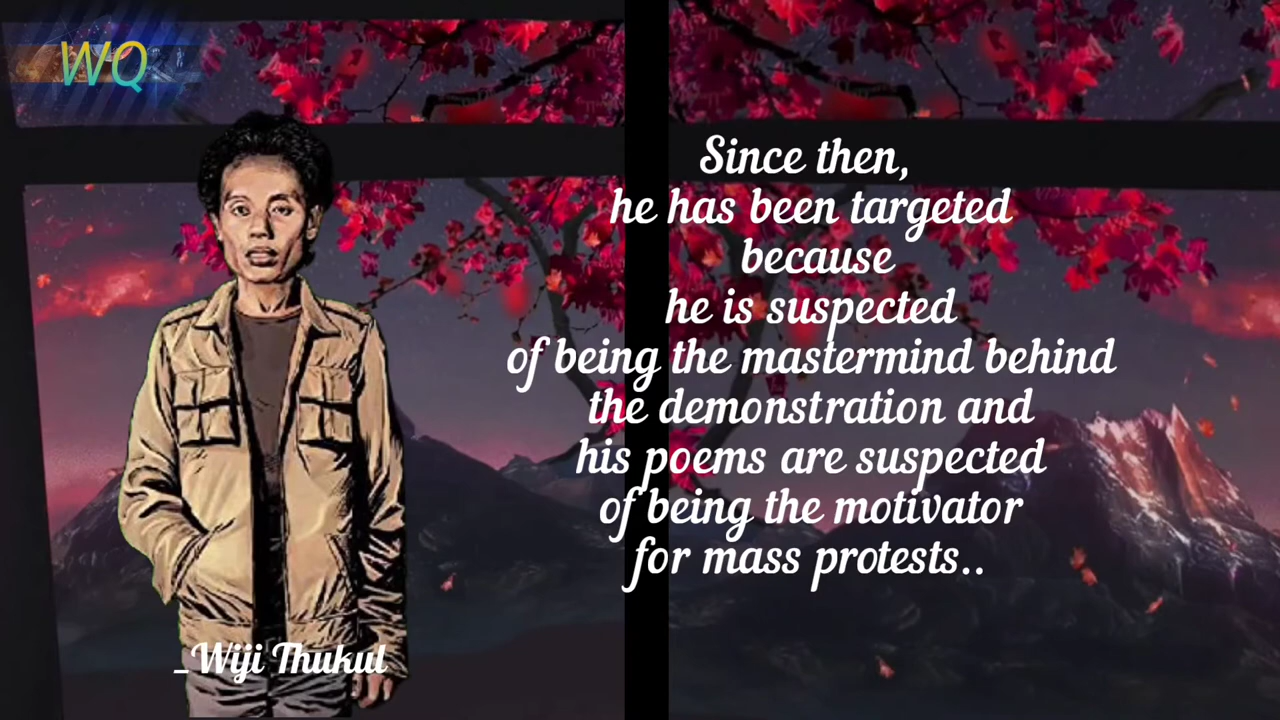 WQ
Since then,
he has been targeted
because
he is suspected
of being the mastermind behind
the demonstration and
his poems are suspected
of being the motivator
for mass protests..
_Wiji Thukul